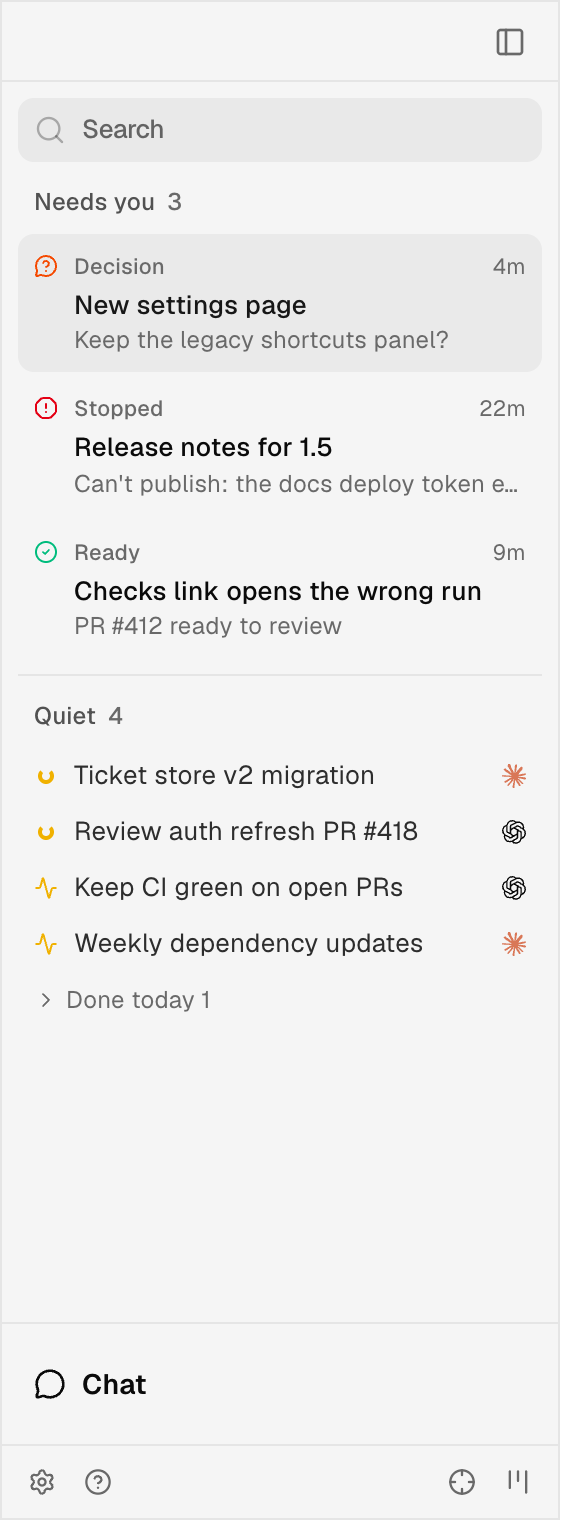 Search
Needs you 3
Decision 4m
New settings page
Keep the legacy shortcuts panel?
Stopped 22m
Release notes for 1.5
Can't publish: the docs deploy token e…
Ready 9m
Checks link opens the wrong run
PR #412 ready to review
Quiet 4
Ticket store v2 migration
Review auth refresh PR #418
Keep CI green on open PRs
Weekly dependency updates
Done today 1
Chat